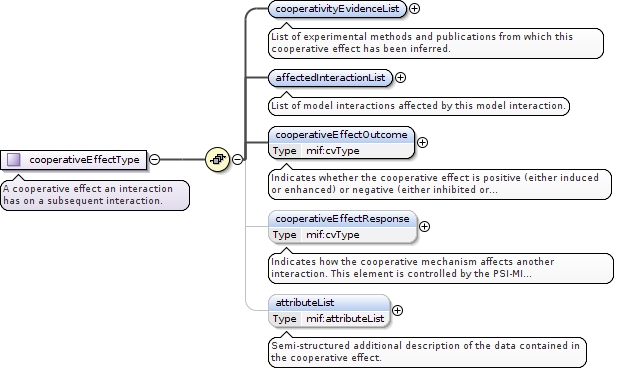 cooperativityEvidenceList
List of experimental methods and publications from which this
cooperative effect has been inferred.
affectedInteractionList
List of model interactions affected by this model interaction.
cooperativeEffectOutcome
Type mif:cvType
Indicates whether the cooperative effect is positive (either induced
or enhanced) or negative (either inhibited or...
cooperativeEffectType
A cooperative effect an interaction
has on a subsequent interaction.
cooperativeEffectResponse
Type mif:cvType
Indicates how the cooperative mechanism affects another
interaction. This element is controlled by the PSI-MI...
attributeList
Type mif:attributeList
Semi-structured additional description of the data contained in
the cooperative effect.